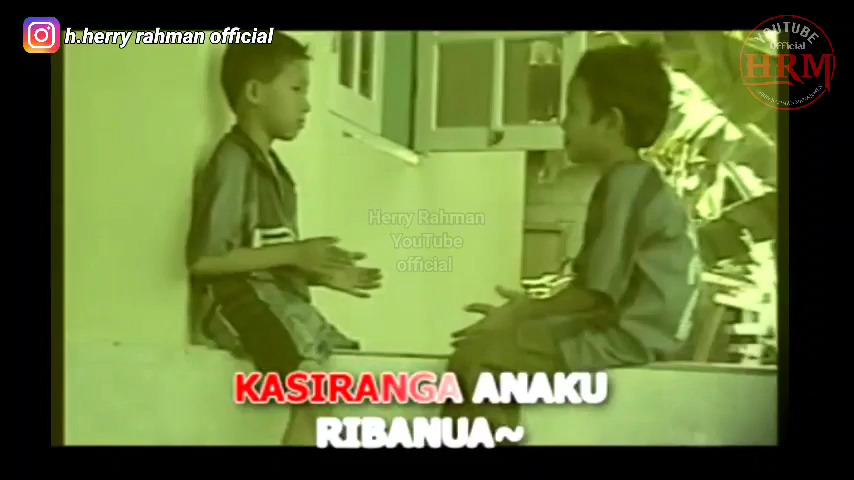 h.herry rahman official
YOUTUBE
Official
HRM
Herry Rahman
YouTube
official
KASIRANGA ANAKU
RIBANUA~